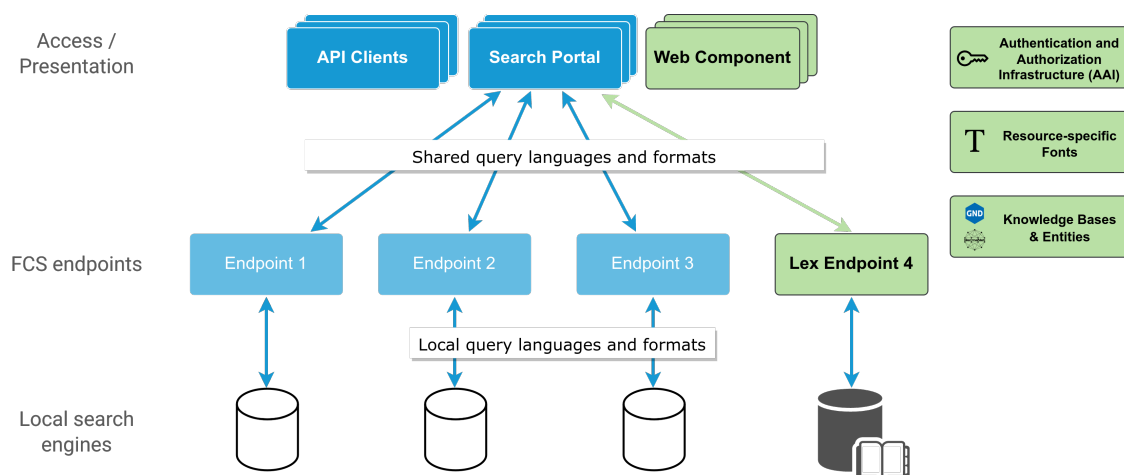 Access /
Presentation
API Clients
Search Portal
Web Component
Authentication and
Authorization
Infrastructure (AAI)
Shared query languages and formats
T
Resource-specific
Fonts
GND
Knowledge Bases
& Entities
FCS endpoints
Endpoint 1
Endpoint 2
Endpoint 3
Lex Endpoint 4
Local query languages and formats
Local search
engines